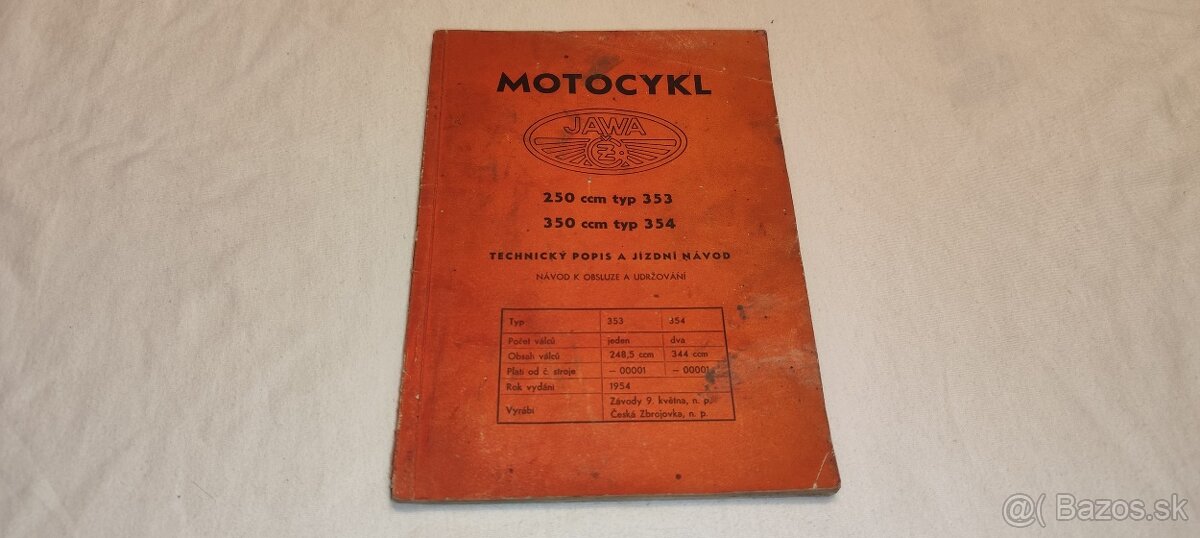 MOTOCYKL
JAWA
ČZ
250 ccm typ 353
350 ccm typ 354
TECHNICKÝ POPIS A JÍZDNÍ NÁVOD
NÁVOD K OBSLUZE A UDRŽOVÁNÍ
Typ 353 354
Počet válců jeden dva
Obsah válců 248,5 ccm 344 ccm
Platí od č. stroje — 00001 — 00001
Rok vydání 1954
Vyrábí Závody 9. května, n. p.
Česká Zbrojovka, n. p.
@( Bazos.sk